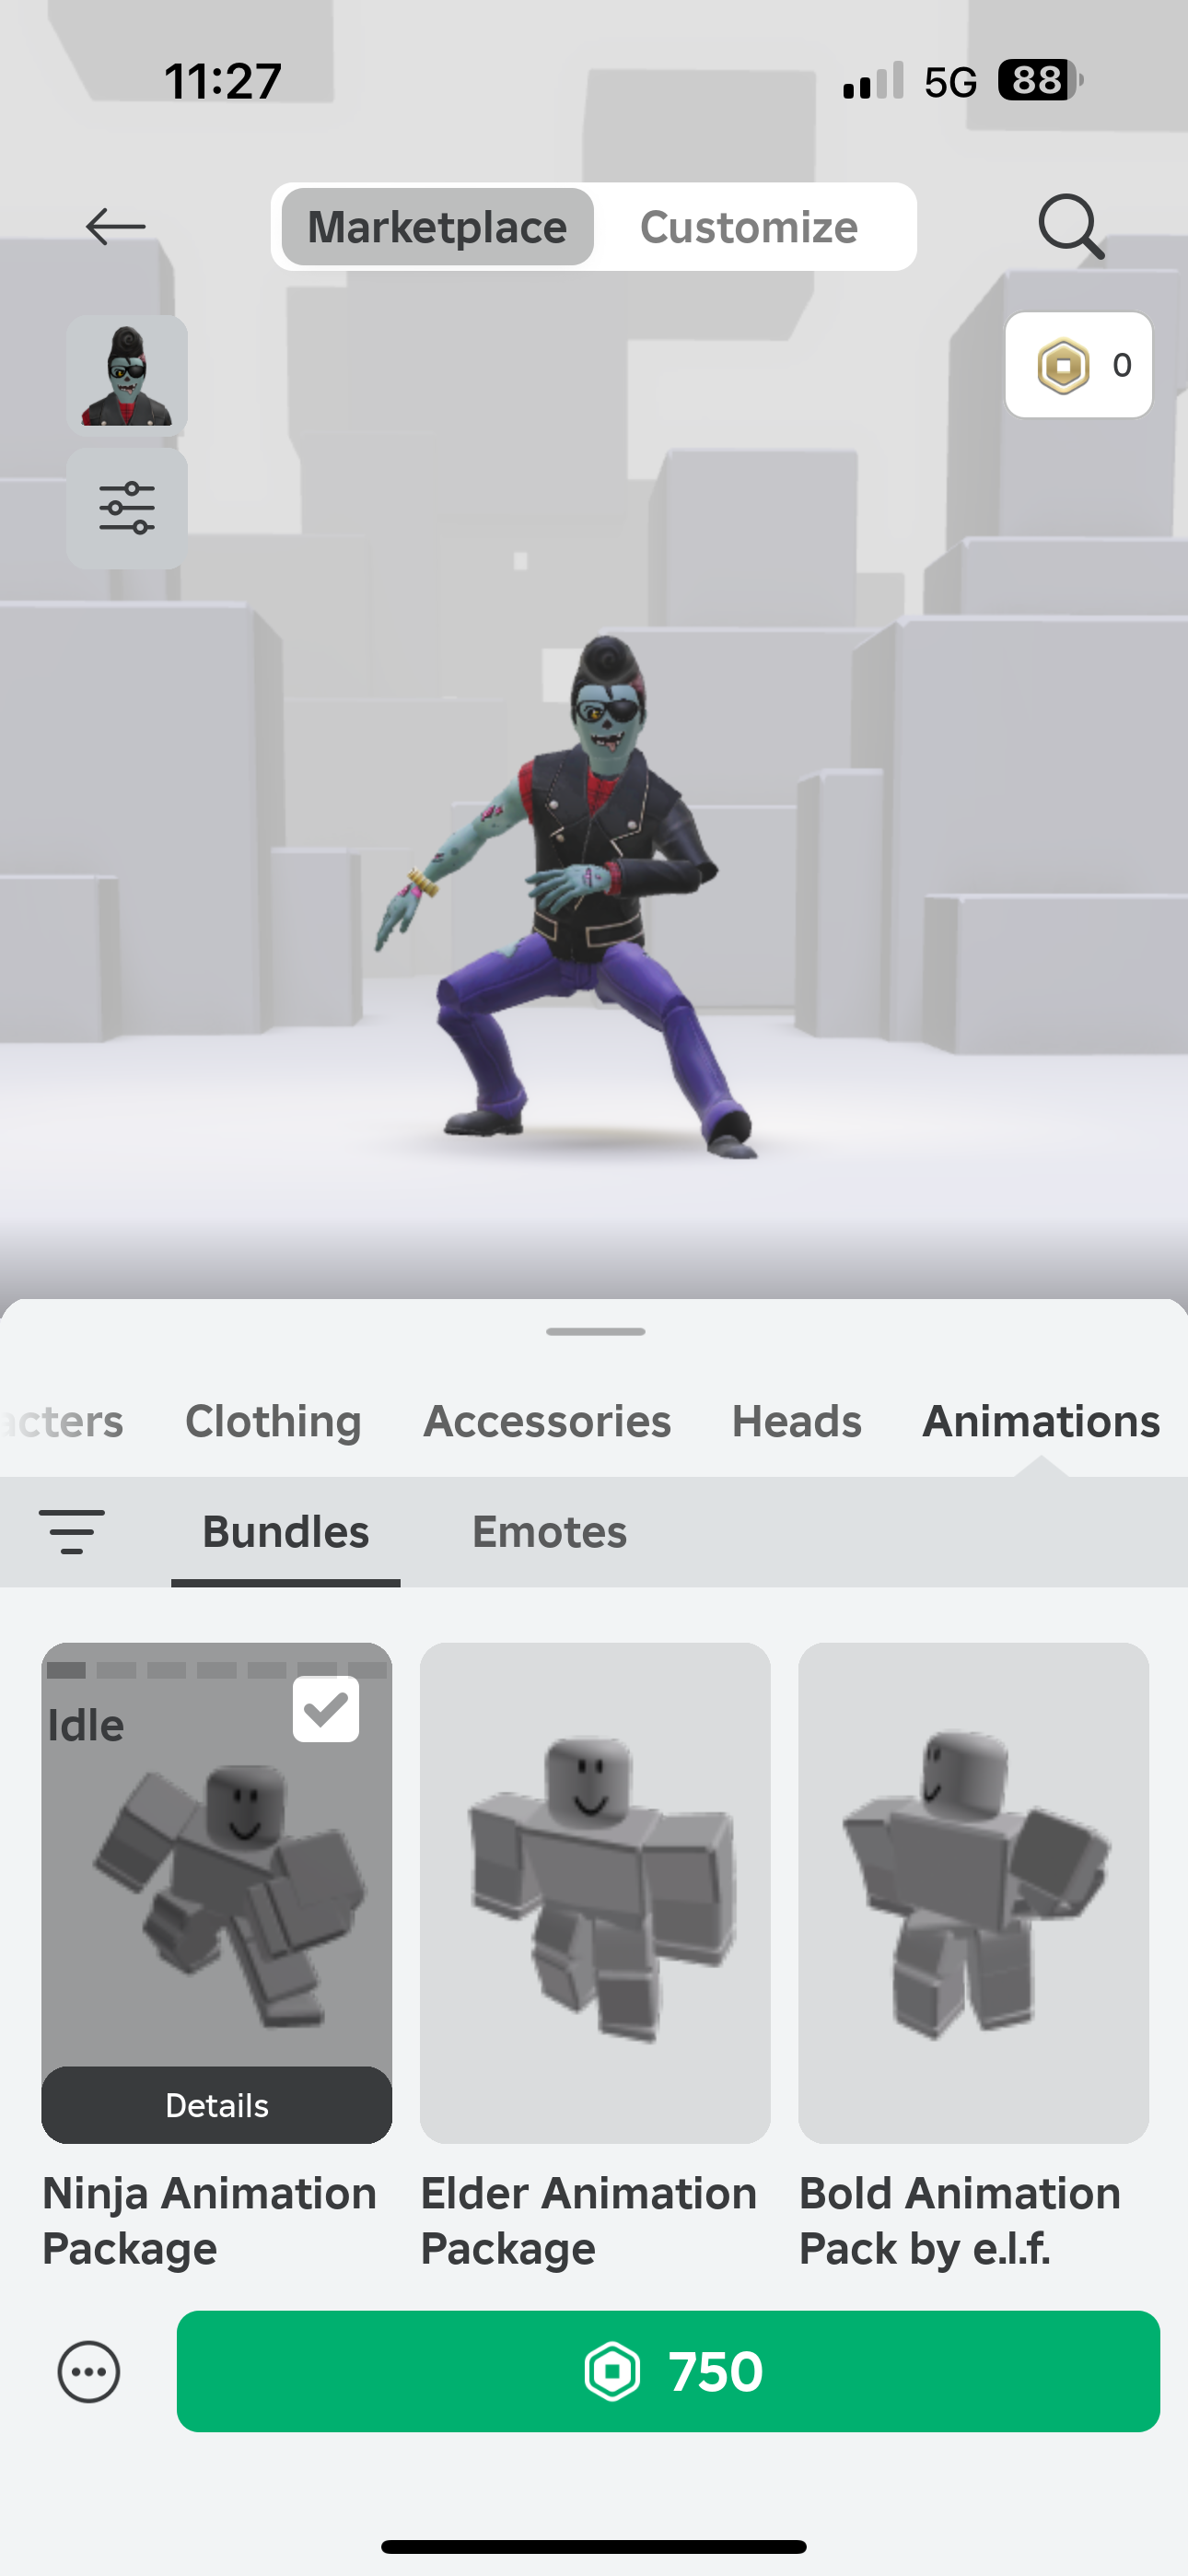 11:27
5G 88
Marketplace Customize
0
acters Clothing Accessories Heads Animations
Bundles Emotes
Idle
Details
Ninja Animation Package
Elder Animation Package
Bold Animation Pack by e.l.f.
750